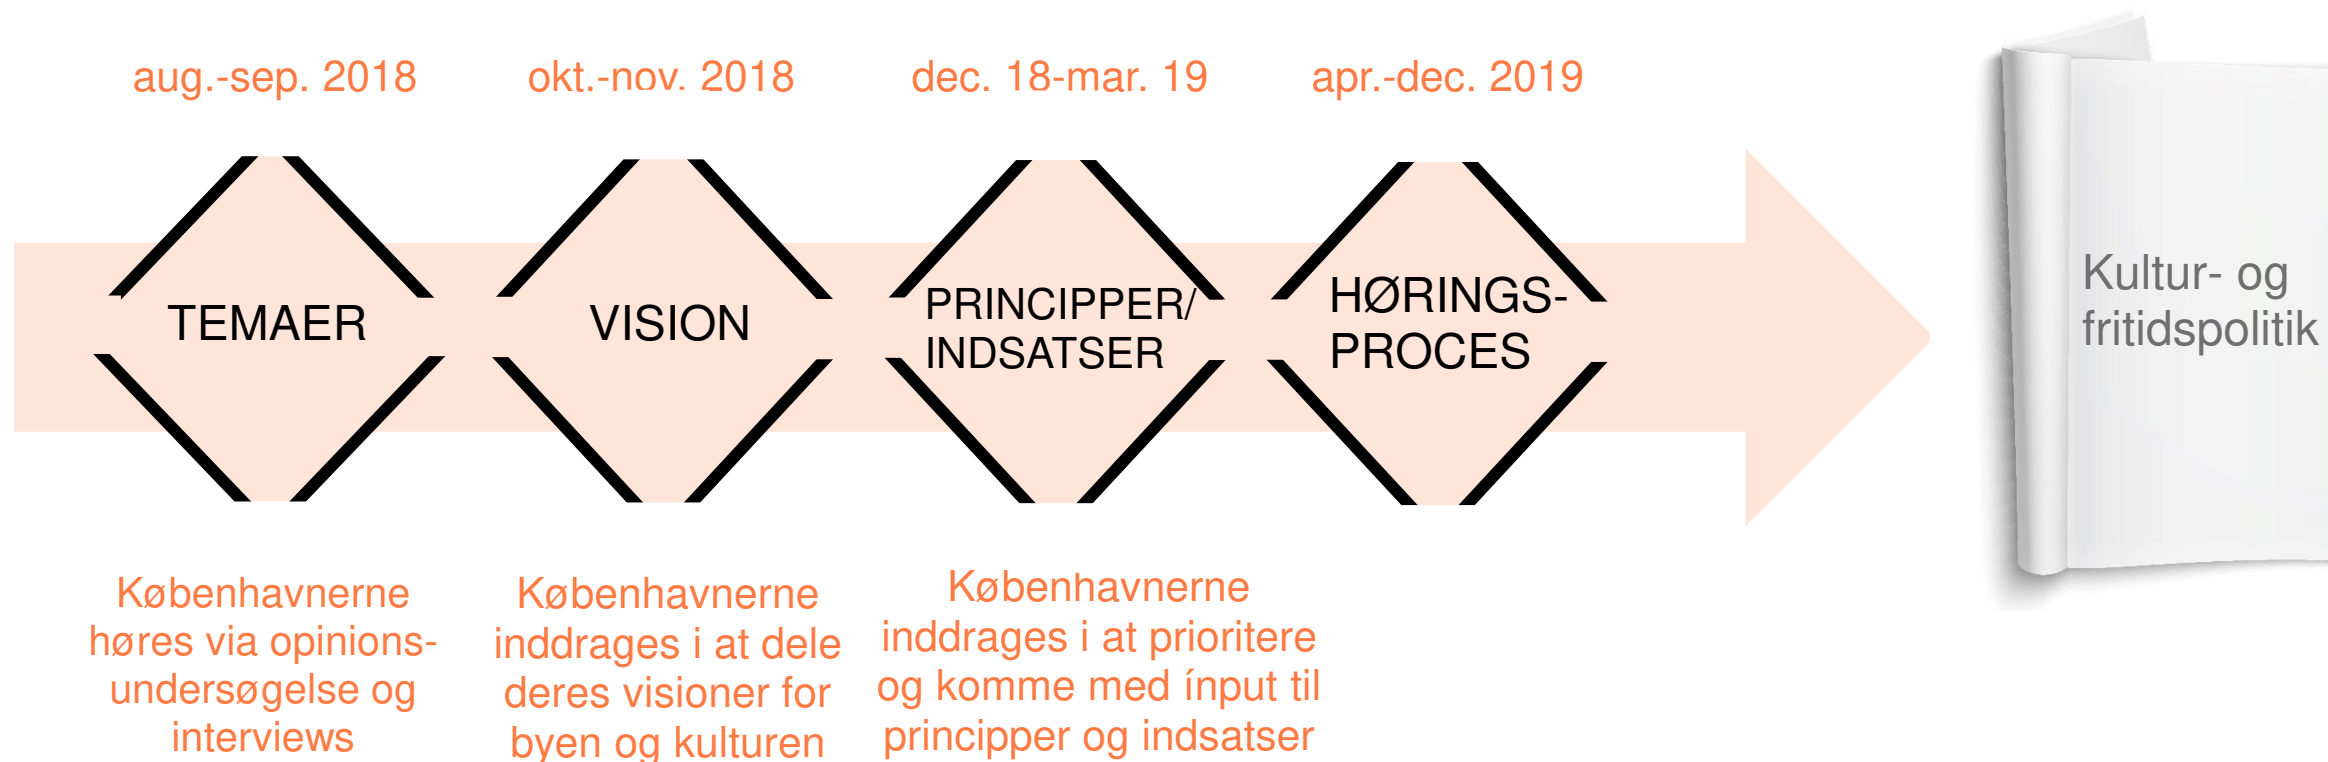 aug.-sep. 2018
okt.-nov. 2018
dec. 18-mar. 19
apr.-dec. 2019
TEMAER
VISION
PRINCIPPER/
INDSATSER
HØRINGS-
PROCES
Kultur- og
fritidspolitik
Københavnerne
høres via opinions-
undersøgelse og
interviews
Københavnerne
inddrages i at dele
deres visioner for
byen og kulturen
Københavnerne
inddrages i at prioritere
og komme med ínput til
principper og indsatser